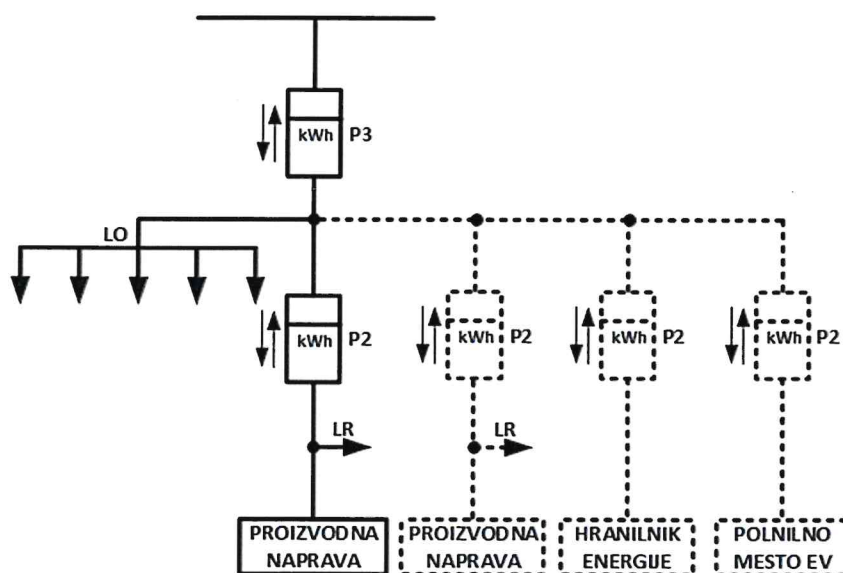 kWh P3
LO
kWh P2
kWh P2
kWh P2
kWh P2
LR
LR
PROIZVODNA
NAPRAVA
PROIZVODNA
NAPRAVA
HRANILNIK
ENERGIJE
POLNILNO
MESTO EV